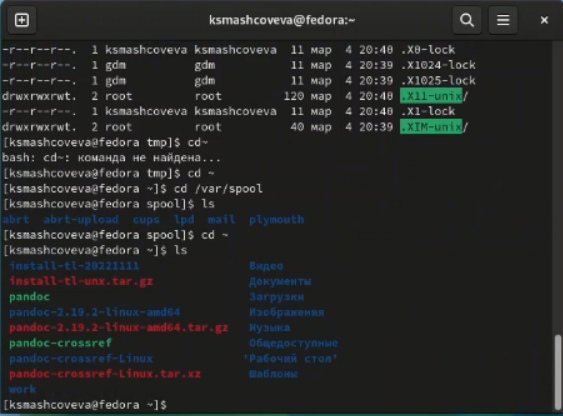 ksmashcoveva@fedora:~
-r--r--r--. 1 ksmashcoveva ksmashcoveva 11 мар 4 20:40 .X0-lock
-r--r--r--. 1 gdm gdm 11 мар 4 20:39 .X1024-lock
-r--r--r--. 1 gdm gdm 11 мар 4 20:39 .X1025-lock
drwxrwxrwt. 2 root root 120 мар 4 20:40 .X11-unix/
-r--r--r--. 1 ksmashcoveva ksmashcoveva 11 мар 4 20:40 .X1-lock
drwxrwxrwt. 2 root root 40 мар 4 20:39 .XIM-unix/
[ksmashcoveva@fedora tmp]$ cd~
bash: cd~: команда не найдена...
[ksmashcoveva@fedora tmp]$ cd ~
[ksmashcoveva@fedora ~]$ cd /var/spool
[ksmashcoveva@fedora spool]$ ls
abrt abrt-upload cups lpd mail plymouth
[ksmashcoveva@fedora spool]$ cd ~
[ksmashcoveva@fedora ~]$ ls
install-tl-20221111 Видео
install-tl-unx.tar.gz Документы
pandoc Загрузки
pandoc-2.19.2-linux-amd64 Изображения
pandoc-2.19.2-linux-amd64.tar.gz Музыка
pandoc-crossref Общедоступные
pandoc-crossref-Linux 'Рабочий стол'
pandoc-crossref-Linux.tar.xz Шаблоны
work
[ksmashcoveva@fedora ~]$